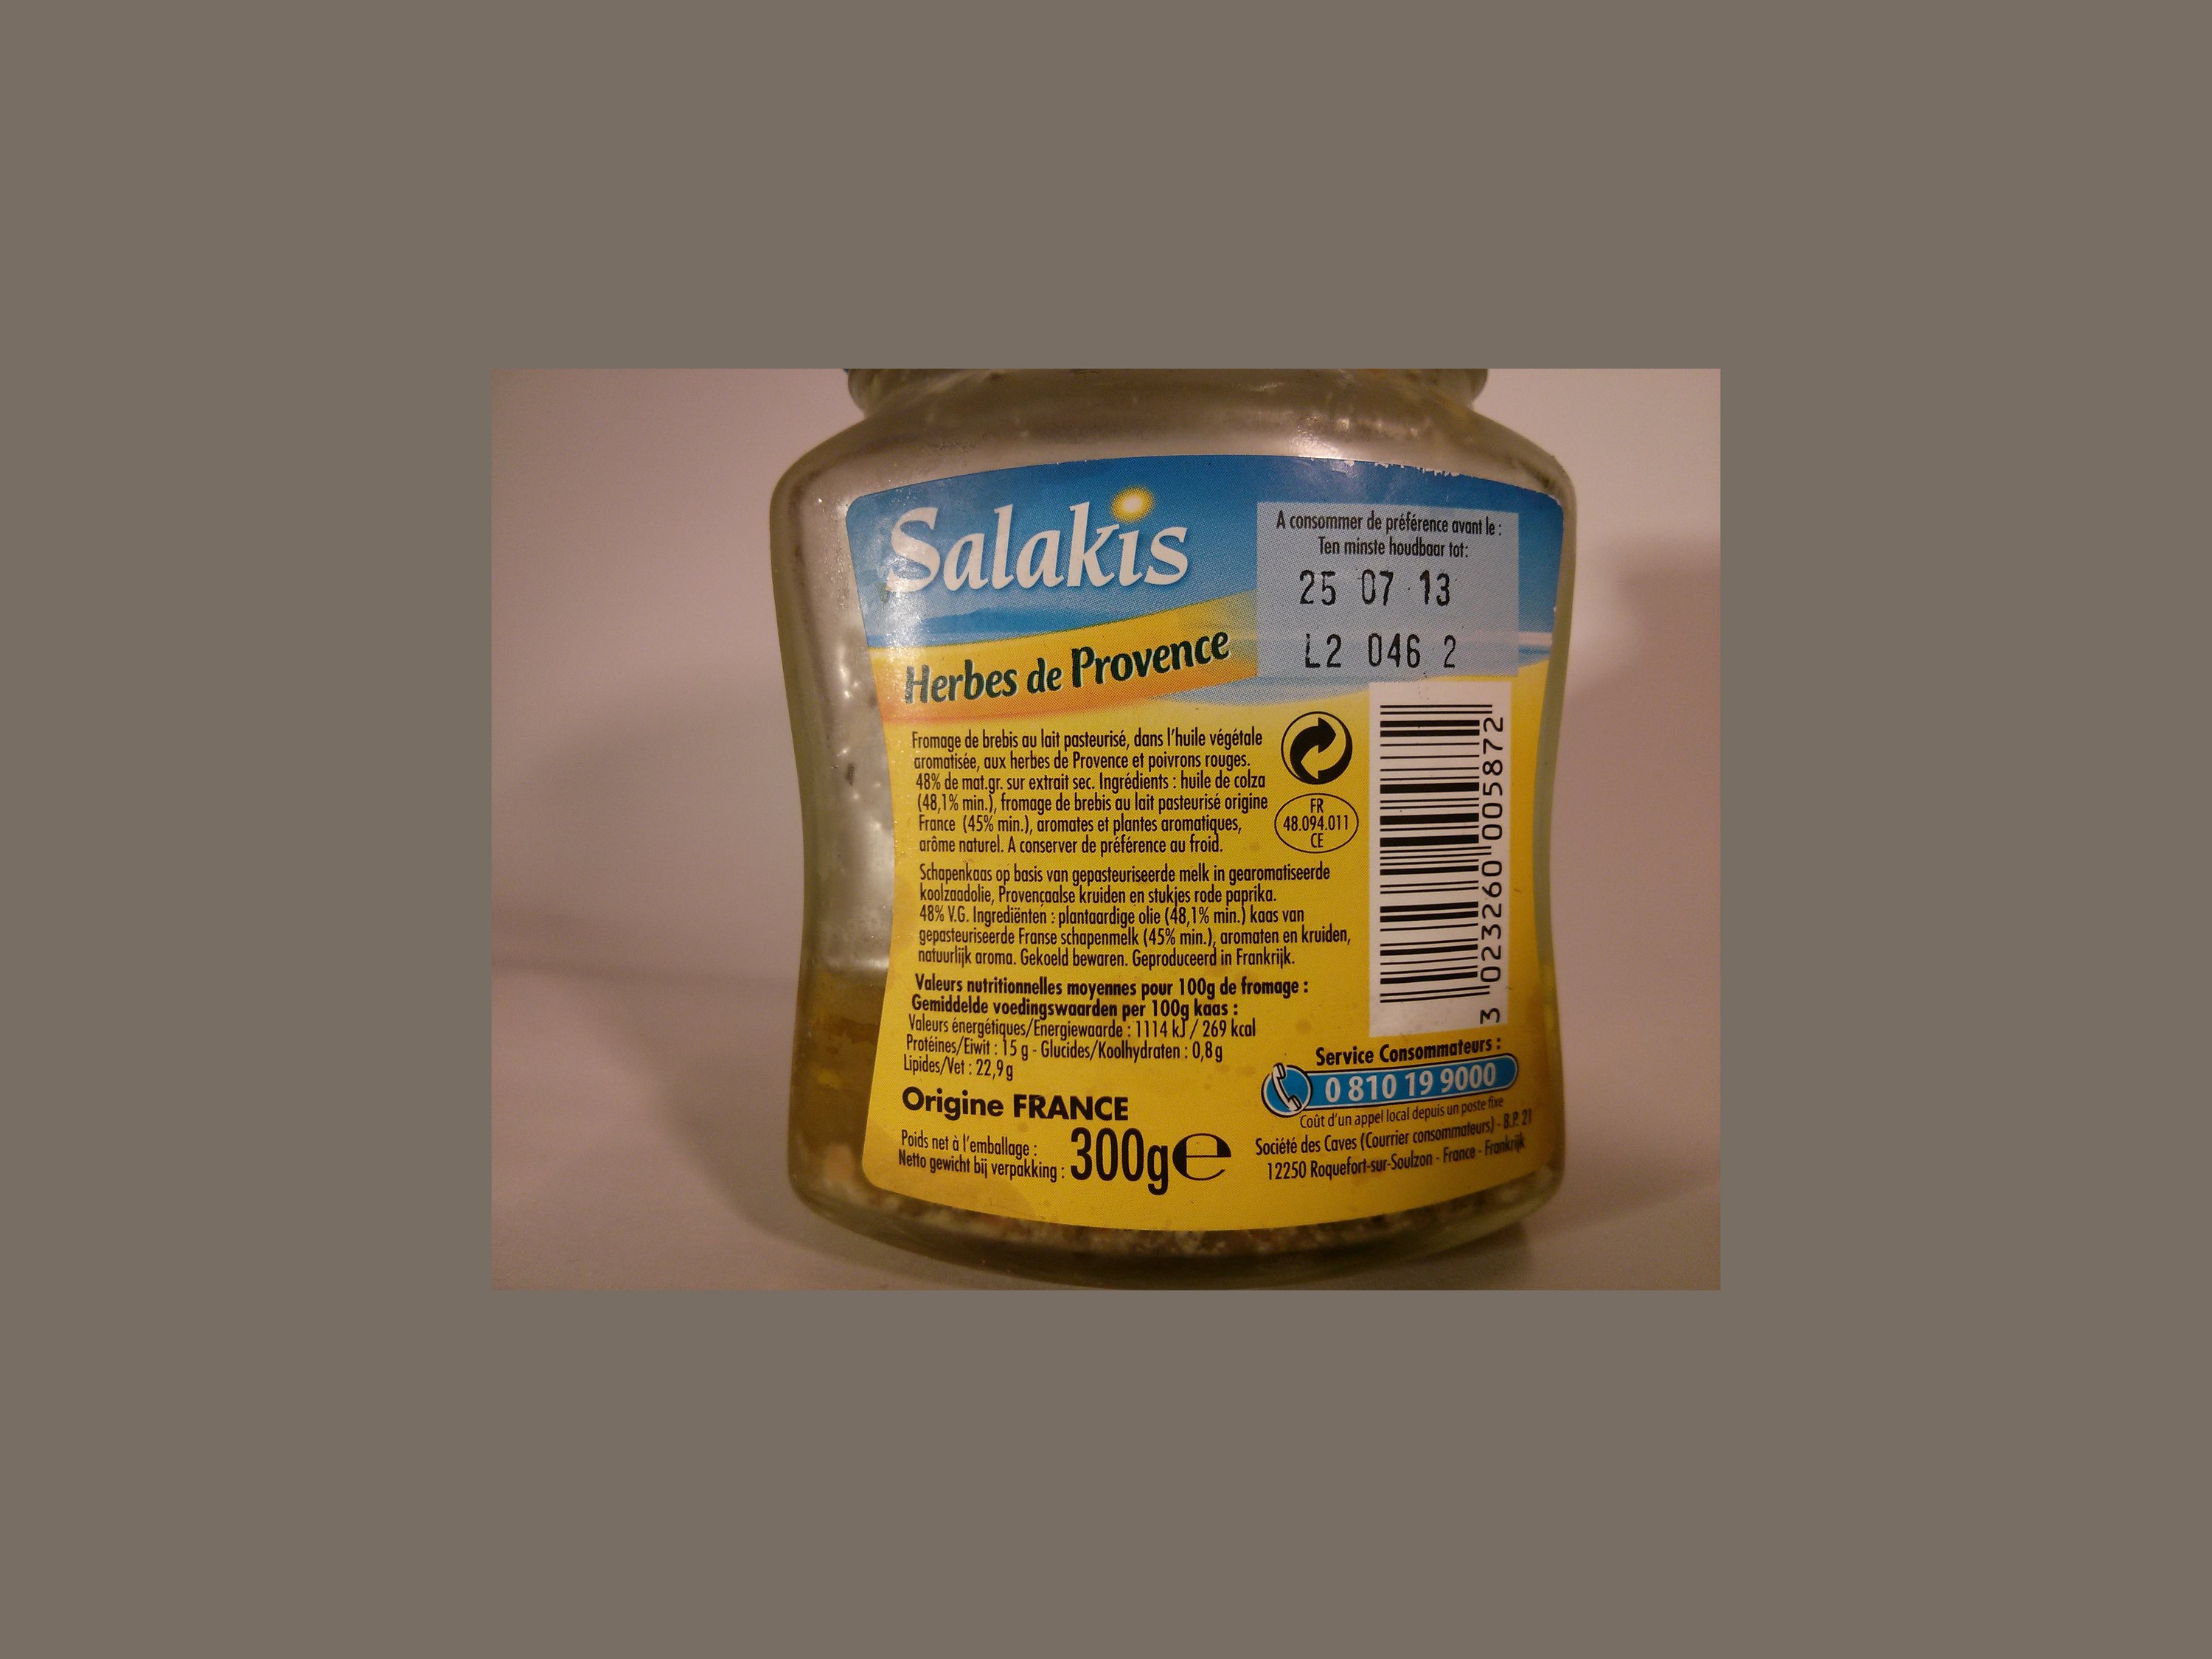 Salakis
Herbes de Provence
A consommer de préférence avant le :
Ten minste houdbaar tot:
25 07 13
L2 046 2
Fromage de brebis au lait pasteurisé, dans l'huile végétale
aromatisée, aux herbes de Provence et poivrons rouges.
48% de mat.gr. sur extrait sec. Ingrédients : huile de colza
(48,1% min.), fromage de brebis au lait pasteurisé origine
France (45% min.), aromates et plantes aromatiques,
arôme naturel. A conserver de préférence au froid.
FR
48.094.011
CE
Schapenkaas op basis van gepasteuriseerde melk in gearomatiseerde
koolzaadolie, Provençaalse kruiden en stukjes rode paprika.
48% V.G. Ingrediënten : plantaardige olie (48,1% min.) kaas van
gepasteuriseerde Franse schapenmelk (45% min.), aromaten en kruiden,
natuurlijk aroma. Gekoeld bewaren. Geproduceerd in Frankrijk.
Valeurs nutritionnelles moyennes pour 100g de fromage :
Gemiddelde voedingswaarden per 100g kaas :
Valeurs énergétiques/Energiewaarde : 1114 kJ / 269 kcal
Protéines/Eiwit : 15 g - Glucides/Koolhydraten : 0,8 g
Lipides/Vet : 22,9 g
Origine FRANCE
Poids net à l'emballage :
Netto gewicht bij verpakking : 300g e
3 023260 005872
Service Consommateurs :
0 810 19 9000
Coût d'un appel local depuis un poste fixe
Société des Caves (Courrier consommateurs) - B.P. 21
12250 Roquefort-sur-Soulzon - France - Frankrijk